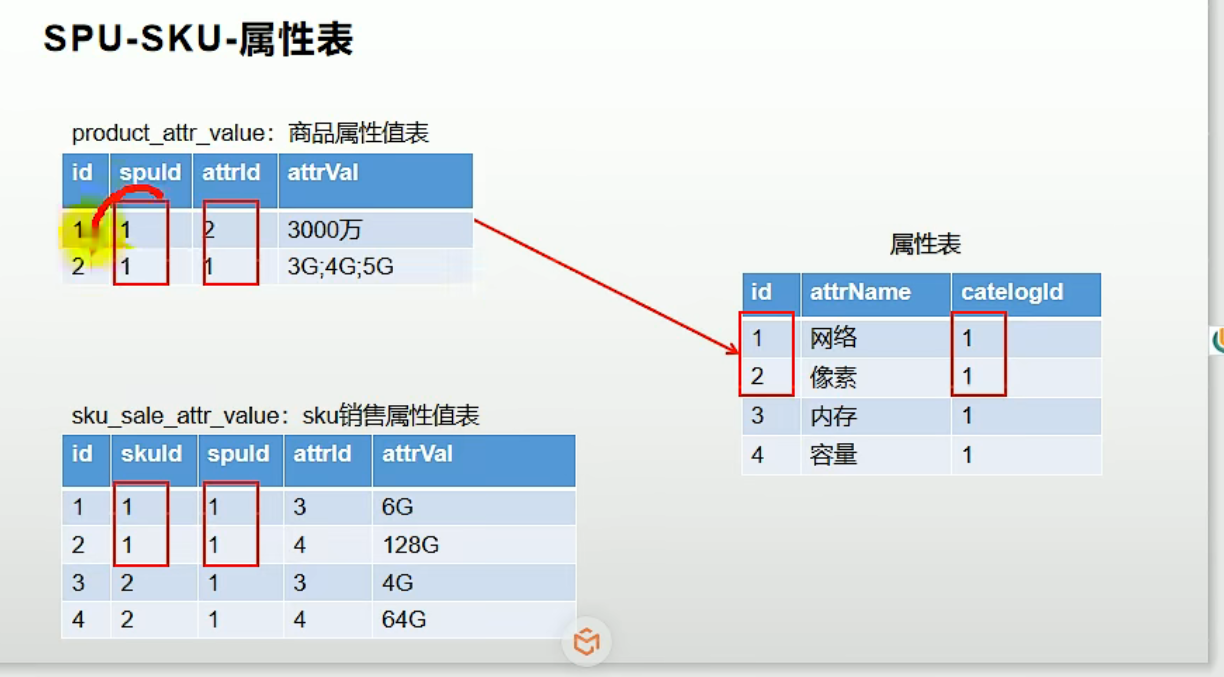 SPU-SKU-属性表
product_attr_value：商品属性值表
id spuId attrId attrVal
1 1 2 3000万
2 1 1 3G;4G;5G
属性表
id attrName catelogId
1 网络 1
2 像素 1
3 内存 1
4 容量 1
sku_sale_attr_value：sku销售属性值表
id skuId spuId attrId attrVal
1 1 1 3 6G
2 1 1 4 128G
3 2 1 3 4G
4 2 1 4 64G